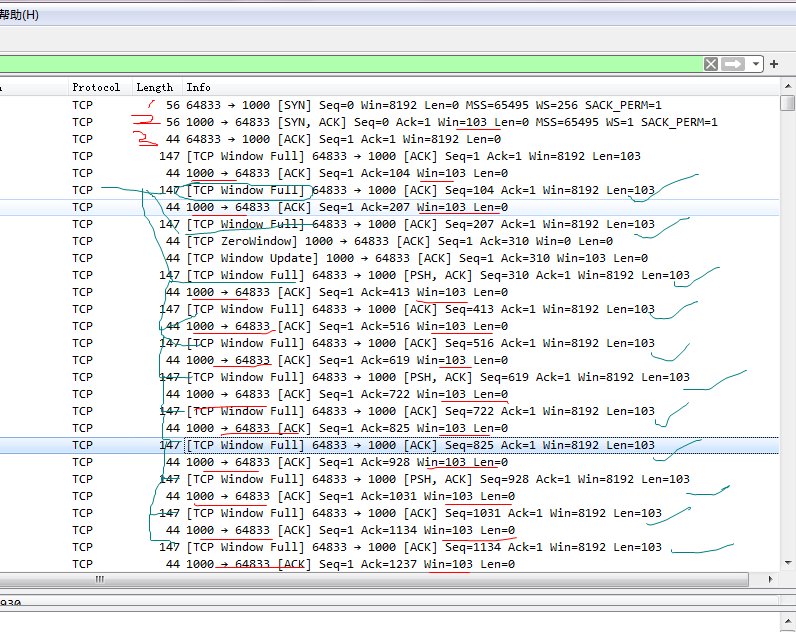 帮助(H)
Protocol Length Info
TCP 56 64833 → 1000 [SYN] Seq=0 Win=8192 Len=0 MSS=65495 WS=256 SACK_PERM=1
TCP 56 1000 → 64833 [SYN, ACK] Seq=0 Ack=1 Win=103 Len=0 MSS=65495 WS=1 SACK_PERM=1
TCP 44 64833 → 1000 [ACK] Seq=1 Ack=1 Win=8192 Len=0
TCP 147 [TCP Window Full] 64833 → 1000 [ACK] Seq=1 Ack=1 Win=8192 Len=103
TCP 44 1000 → 64833 [ACK] Seq=1 Ack=104 Win=103 Len=0
TCP 147 [TCP Window Full] 64833 → 1000 [ACK] Seq=104 Ack=1 Win=8192 Len=103
TCP 44 1000 → 64833 [ACK] Seq=1 Ack=207 Win=103 Len=0
TCP 147 [TCP Window Full] 64833 → 1000 [ACK] Seq=207 Ack=1 Win=8192 Len=103
TCP 44 [TCP ZeroWindow] 1000 → 64833 [ACK] Seq=1 Ack=310 Win=0 Len=0
TCP 44 [TCP Window Update] 1000 → 64833 [ACK] Seq=1 Ack=310 Win=103 Len=0
TCP 147 [TCP Window Full] 64833 → 1000 [PSH, ACK] Seq=310 Ack=1 Win=8192 Len=103
TCP 44 1000 → 64833 [ACK] Seq=1 Ack=413 Win=103 Len=0
TCP 147 [TCP Window Full] 64833 → 1000 [ACK] Seq=413 Ack=1 Win=8192 Len=103
TCP 44 1000 → 64833 [ACK] Seq=1 Ack=516 Win=103 Len=0
TCP 147 [TCP Window Full] 64833 → 1000 [ACK] Seq=516 Ack=1 Win=8192 Len=103
TCP 44 1000 → 64833 [ACK] Seq=1 Ack=619 Win=103 Len=0
TCP 147 [TCP Window Full] 64833 → 1000 [PSH, ACK] Seq=619 Ack=1 Win=8192 Len=103
TCP 44 1000 → 64833 [ACK] Seq=1 Ack=722 Win=103 Len=0
TCP 147 [TCP Window Full] 64833 → 1000 [ACK] Seq=722 Ack=1 Win=8192 Len=103
TCP 44 1000 → 64833 [ACK] Seq=1 Ack=825 Win=103 Len=0
TCP 147 [TCP Window Full] 64833 → 1000 [ACK] Seq=825 Ack=1 Win=8192 Len=103
TCP 44 1000 → 64833 [ACK] Seq=1 Ack=928 Win=103 Len=0
TCP 147 [TCP Window Full] 64833 → 1000 [PSH, ACK] Seq=928 Ack=1 Win=8192 Len=103
TCP 44 1000 → 64833 [ACK] Seq=1 Ack=1031 Win=103 Len=0
TCP 147 [TCP Window Full] 64833 → 1000 [ACK] Seq=1031 Ack=1 Win=8192 Len=103
TCP 44 1000 → 64833 [ACK] Seq=1 Ack=1134 Win=103 Len=0
TCP 147 [TCP Window Full] 64833 → 1000 [ACK] Seq=1134 Ack=1 Win=8192 Len=103
TCP 44 1000 → 64833 [ACK] Seq=1 Ack=1237 Win=103 Len=0